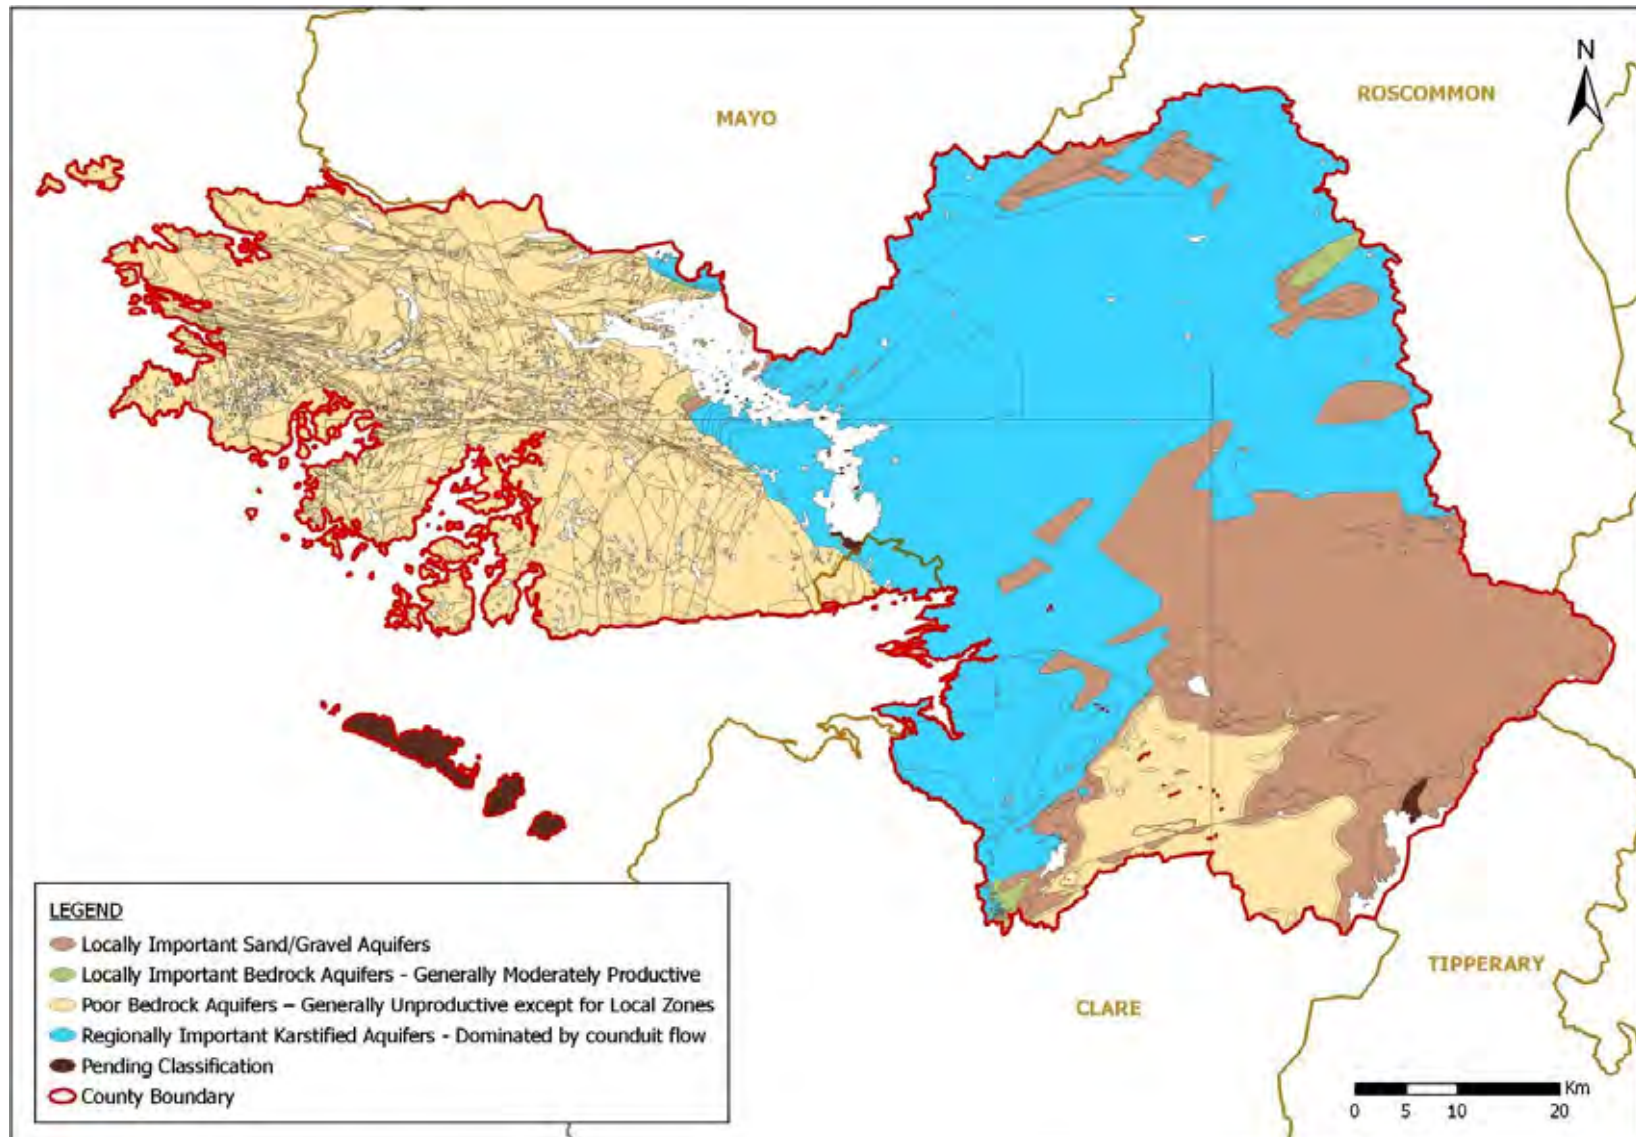 N
ROSCOMMON
MAYO
LEGEND
Locally Important Sand/Gravel Aquifers
Locally Important Bedrock Aquifers - Generally Moderately Productive
Poor Bedrock Aquifers – Generally Unproductive except for Local Zones
Regionally Important Karstified Aquifers - Dominated by counduit flow
Pending Classification
County Boundary
TIPPERARY
CLARE
Km
0 5 10 20